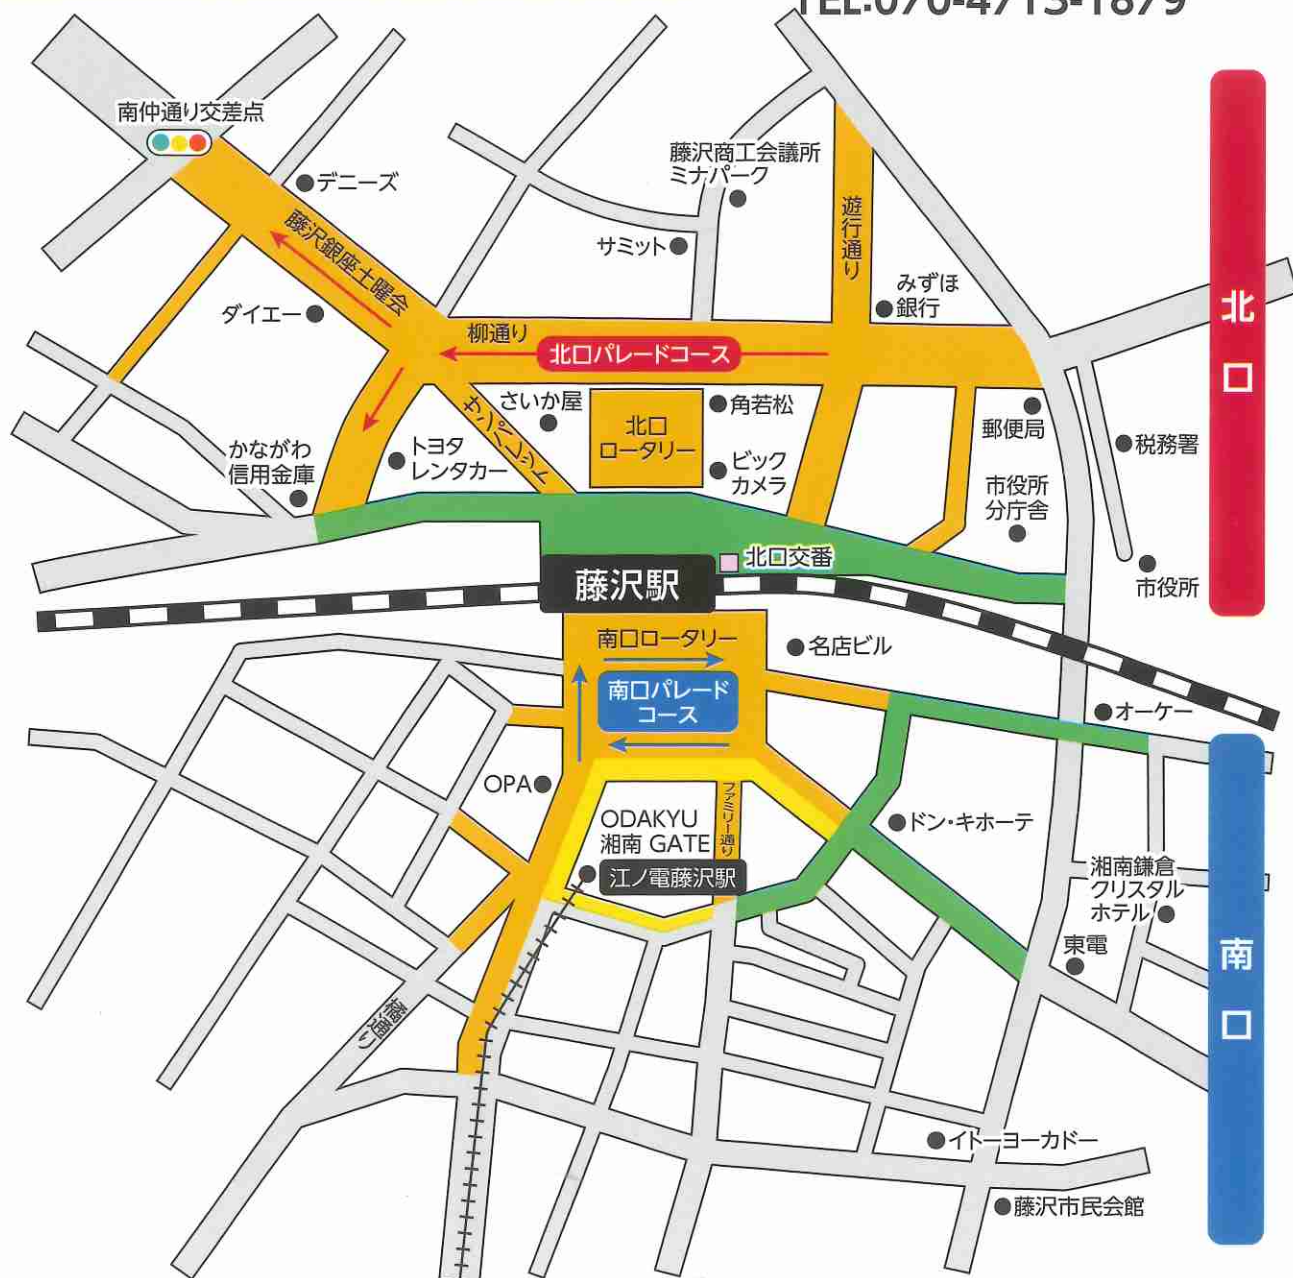 TEL:070-4713-1879
南仲通り交差点
デニーズ
藤沢商工会議所
ミナパーク
遊行通り
藤沢銀座土曜会
サミット
みずほ
銀行
ダイエー
柳通り
北口パレードコース
北口
さいか屋
サンパレット
北口
ロータリー
角若松
郵便局
税務署
かながわ
信用金庫
トヨタ
レンタカー
ビック
カメラ
市役所
分庁舎
北口交番
藤沢駅
市役所
南口ロータリー
名店ビル
南口パレード
コース
オーケー
OPA
ファミリー通り
ODAKYU
湘南 GATE
ドン・キホーテ
江ノ電藤沢駅
湘南鎌倉
クリスタル
ホテル
東電
南口
橘通り
イトーヨーカドー
藤沢市民会館